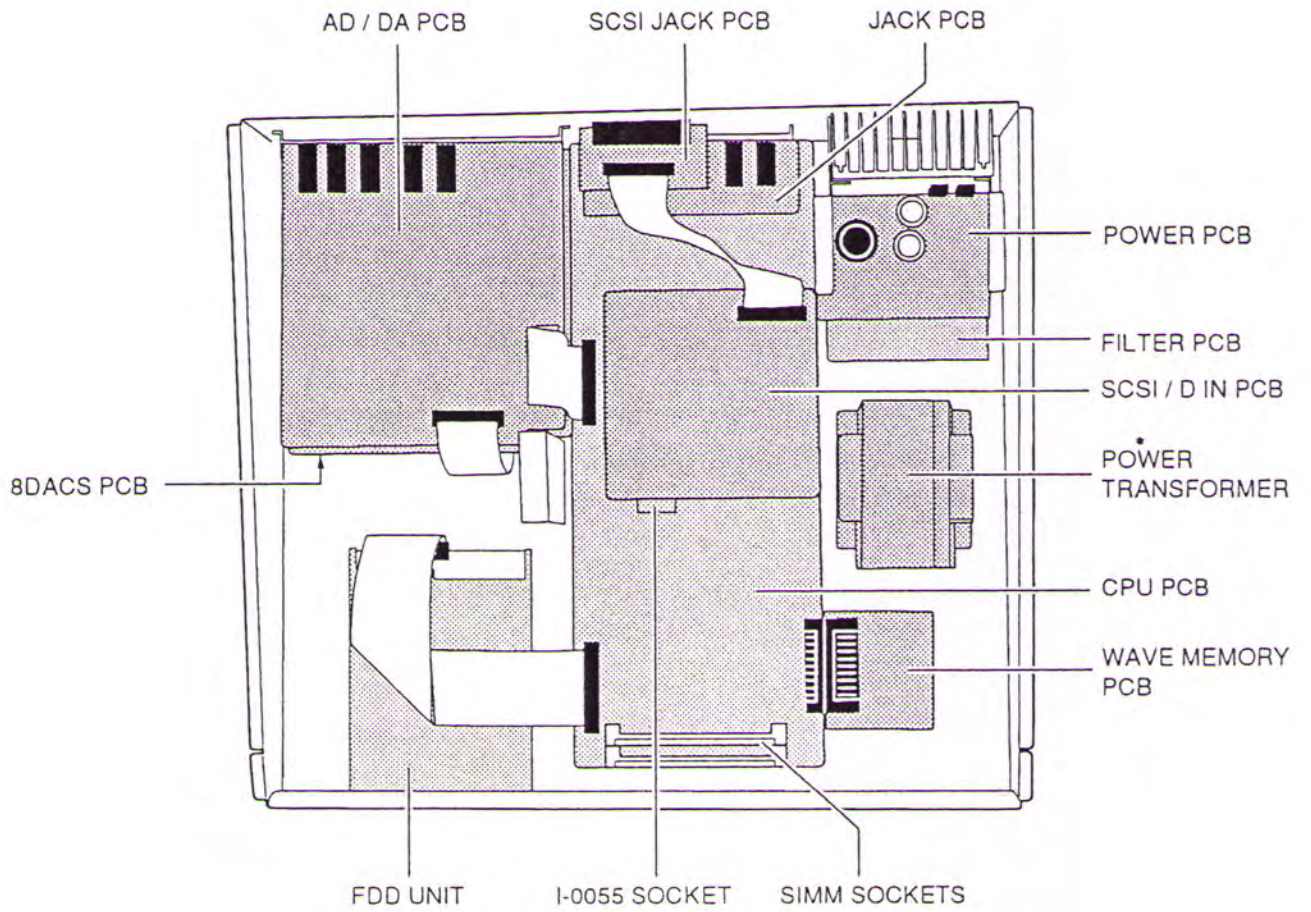 AD / DA PCB
SCSI JACK PCB
JACK PCB
POWER PCB
FILTER PCB
SCSI / D IN PCB
*
POWER
TRANSFORMER
8DACS PCB
CPU PCB
WAVE MEMORY
PCB
FDD UNIT
I-0055 SOCKET
SIMM SOCKETS